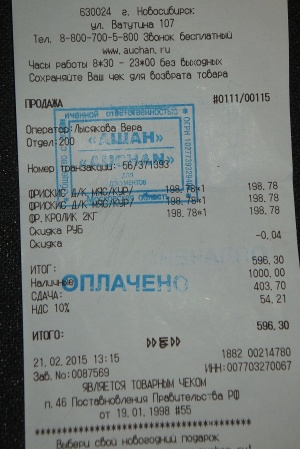 630024 г. Новосибирск
ул. Ватутина 107
Тел. 8-800-700-5-800 Звонок бесплатный
www.auchan.ru
Часы работы 8*30 - 23*00 без выходных
Сохраняйте Ваш чек для возврата товара
ПРОДАЖА #0111/00115
Оператор:Лысякова Вера
Отдел:200
«АШАН»
«AUCHAN»
для
документов
Номер транзакции: 56/371393
ФРИСКИС Д/К МЯС/КУР/ 198.78*1 198.78
ФРИСКИС Д/К МЯС/КУР/ 198.78*1 198.78
ФР.КРОЛИК 2КГ 198.78*1 198.78
Скидка РУБ
Скидка -0,04
ИТОГ: 596,30
Наличные 1000,00
СДАЧА: 403,70
НДС 10% 54,21
ОПЛАЧЕНО
ИТОГО: 596,30
21.02.2015 13:15 1882 00214780
Зав. No:0087569 ИНН:007703270067
ЯВЛЯЕТСЯ ТОВАРНЫМ ЧЕКОМ
п. 46 Постановления Правительства РФ
от 19.01.1998 #55
Выбери свой новогодний подарок